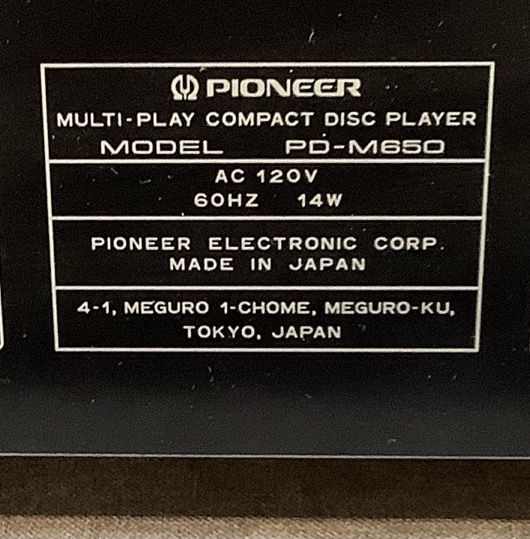 PIONEER
MULTI-PLAY COMPACT DISC PLAYER
MODEL PD-M650
AC 120V
60HZ 14W
PIONEER ELECTRONIC CORP.
MADE IN JAPAN
4-1, MEGURO 1-CHOME, MEGURO-KU,
TOKYO, JAPAN